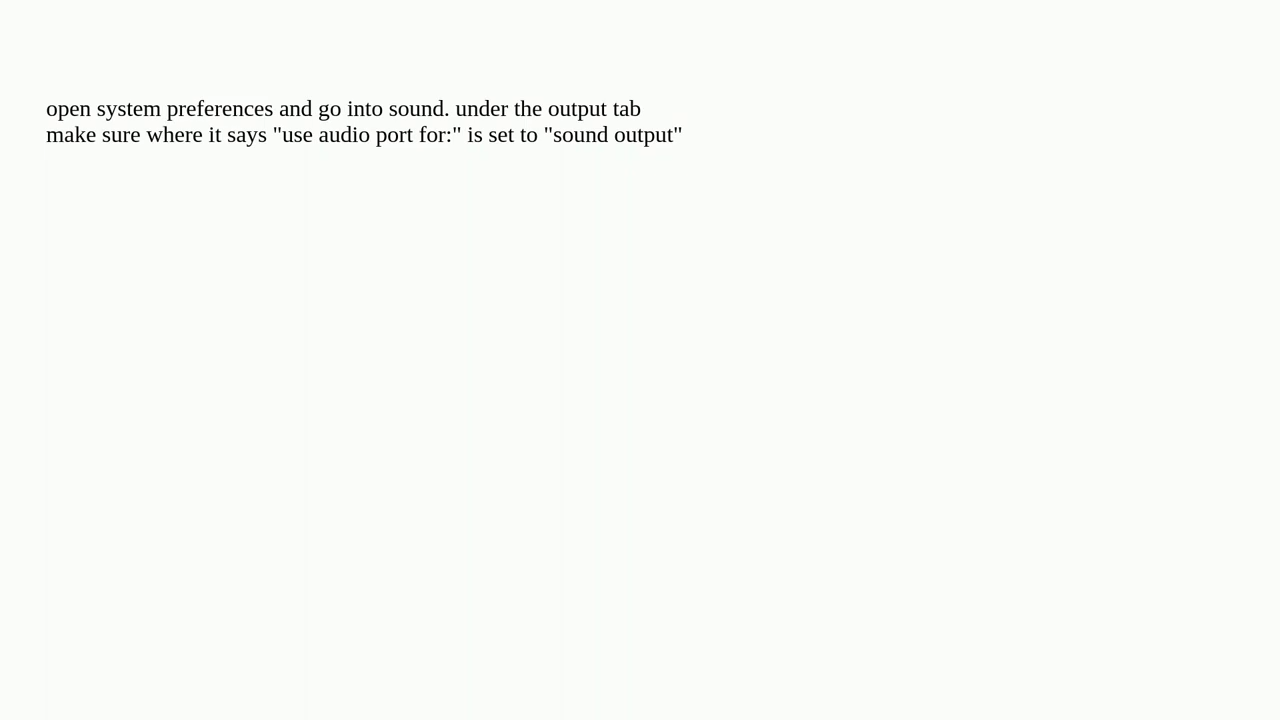 open system preferences and go into sound. under the output tab
make sure where it says "use audio port for:" is set to "sound output"